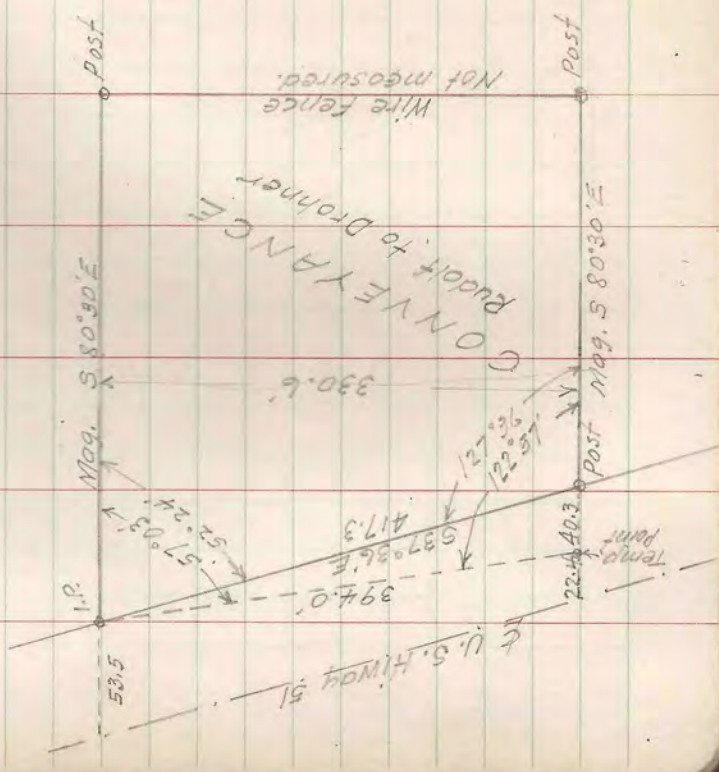 Post
Post
Wire Fence
Not measured.
CONVEYANCE
Rudolf to Drohner
Mag. S 80°30'E
Mag. S 80°30'E
330.6'
127°36'
122°57'
57°03'
52°24'
I.P.
Post
417.3
S 37°36'E
394.0'
22.4
40.3
Temp. Point
53.5
℄ U.S. Hiway 51